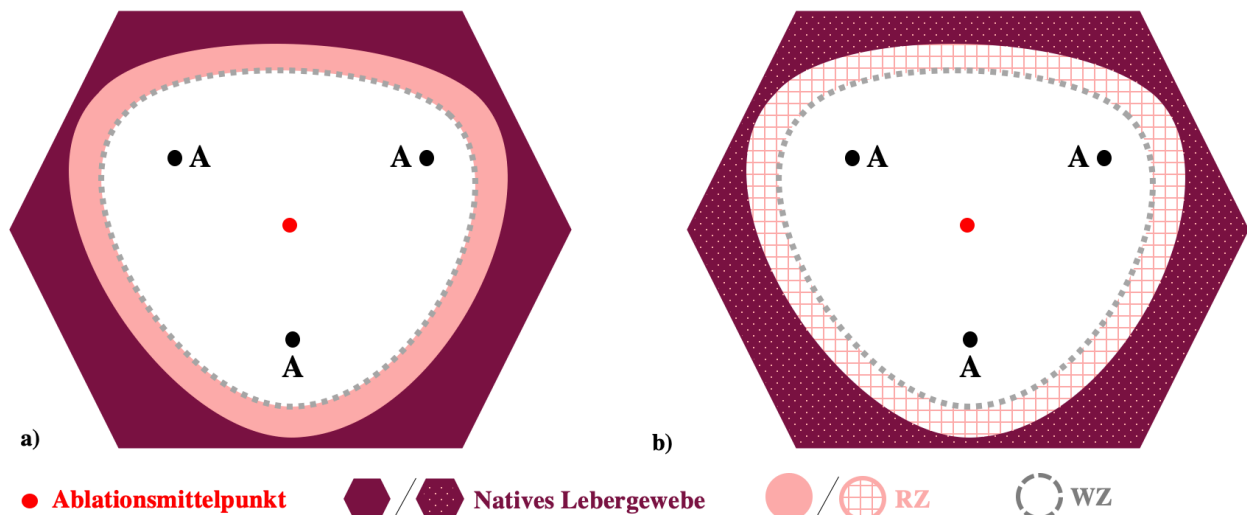 A A A A
A A
a) b)
Ablationsmittelpunkt / Natives Lebergewebe / RZ WZ